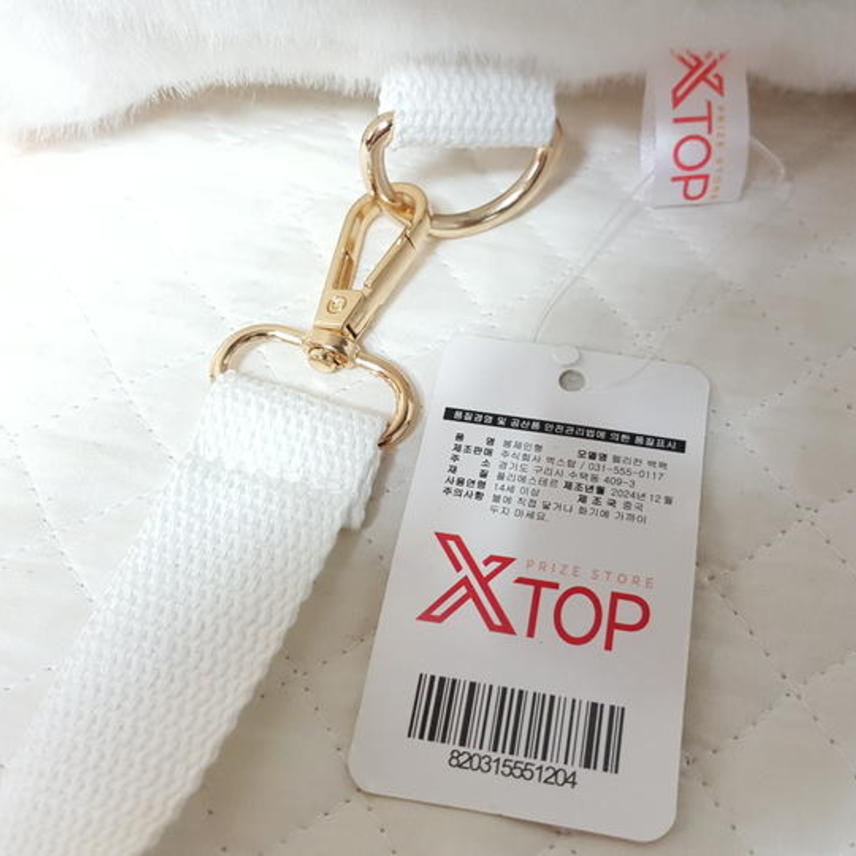 XTOP
PRIZE STORE
품질경영 및 공산품 안전관리법에 의한 품질표시
품 명 봉제인형 모델명 펠리칸 백팩
제조판매 주식회사 엑스탑 / 031-555-0117
주 소 경기도 구리시 수택동 409-3
재 질 폴리에스테르 제조년월 2024년 12월
사용연령 14세 이상 제 조 국 중국
주의사항 불에 직접 닿거나 화기에 가까이
두지 마세요.
PRIZE STORE
XTOP
820315551204